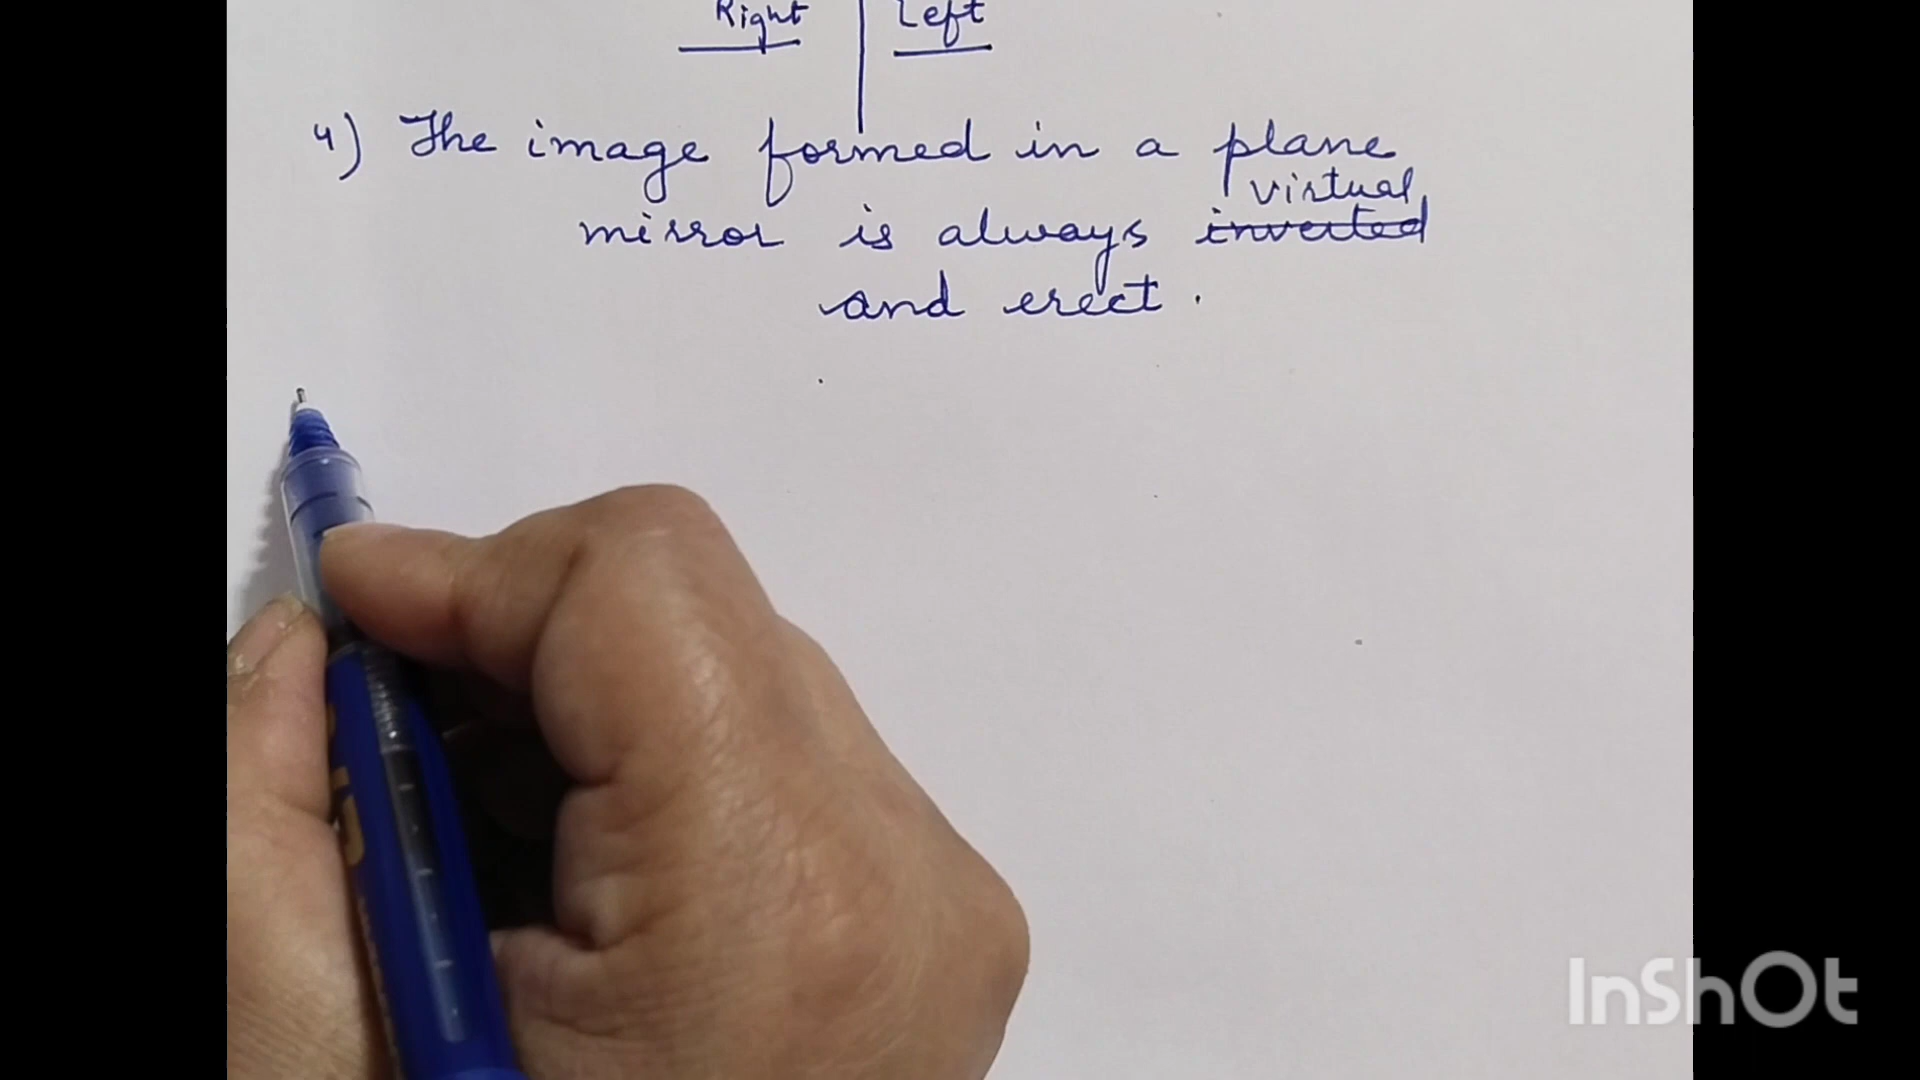 Right Left
4) The image formed in a plane
virtual
mirror is always inverted
and erect.
InShOt